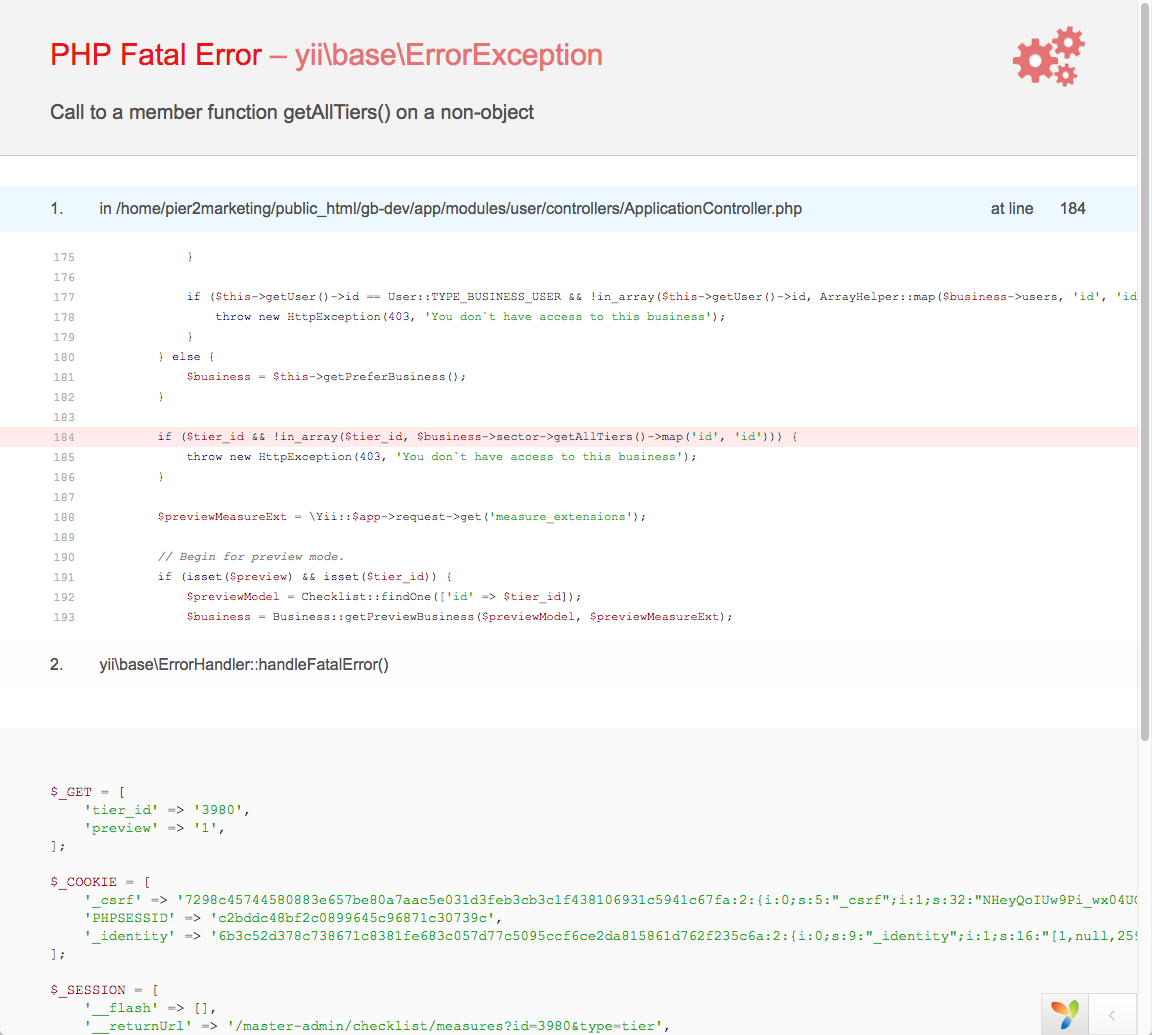 PHP Fatal Error – yii\base\ErrorException
Call to a member function getAllTiers() on a non-object
1. in /home/pier2marketing/public_html/gb-dev/app/modules/user/controllers/ApplicationController.php at line 184
175 }
176
177 if ($this->getUser()->id == User::TYPE_BUSINESS_USER && !in_array($this->getUser()->id, ArrayHelper::map($business->users, 'id', 'id
178 throw new HttpException(403, 'You don`t have access to this business');
179 }
180 } else {
181 $business = $this->getPreferBusiness();
182 }
183
184 if ($tier_id && !in_array($tier_id, $business->sector->getAllTiers()->map('id', 'id'))) {
185 throw new HttpException(403, 'You don`t have access to this business');
186 }
187
188 $previewMeasureExt = \Yii::$app->request->get('measure_extensions');
189
190 // Begin for preview mode.
191 if (isset($preview) && isset($tier_id)) {
192 $previewModel = Checklist::findOne(['id' => $tier_id]);
193 $business = Business::getPreviewBusiness($previewModel, $previewMeasureExt);
2. yii\base\ErrorHandler::handleFatalError()
$_GET = [
'tier_id' => '3980',
'preview' => '1',
];
$_COOKIE = [
'_csrf' => '7298c45744580883e657be80a7aac5e031d3feb3cb3c1f438106931c5941c67fa:2:{i:0;s:5:"_csrf";i:1;s:32:"NHeyQoIUw9Pi_wx04U
'PHPSESSID' => 'c2bddc48bf2c0899645c96871c30739c',
'_identity' => '6b3c52d378c738671c8381fe683c057d77c5095ccf6ce2da815861d762f235c6a:2:{i:0;s:9:"_identity";i:1;s:16:"[1,null,259
];
$_SESSION = [
'__flash' => [],
'__returnUrl' => '/master-admin/checklist/measures?id=3980&type=tier',